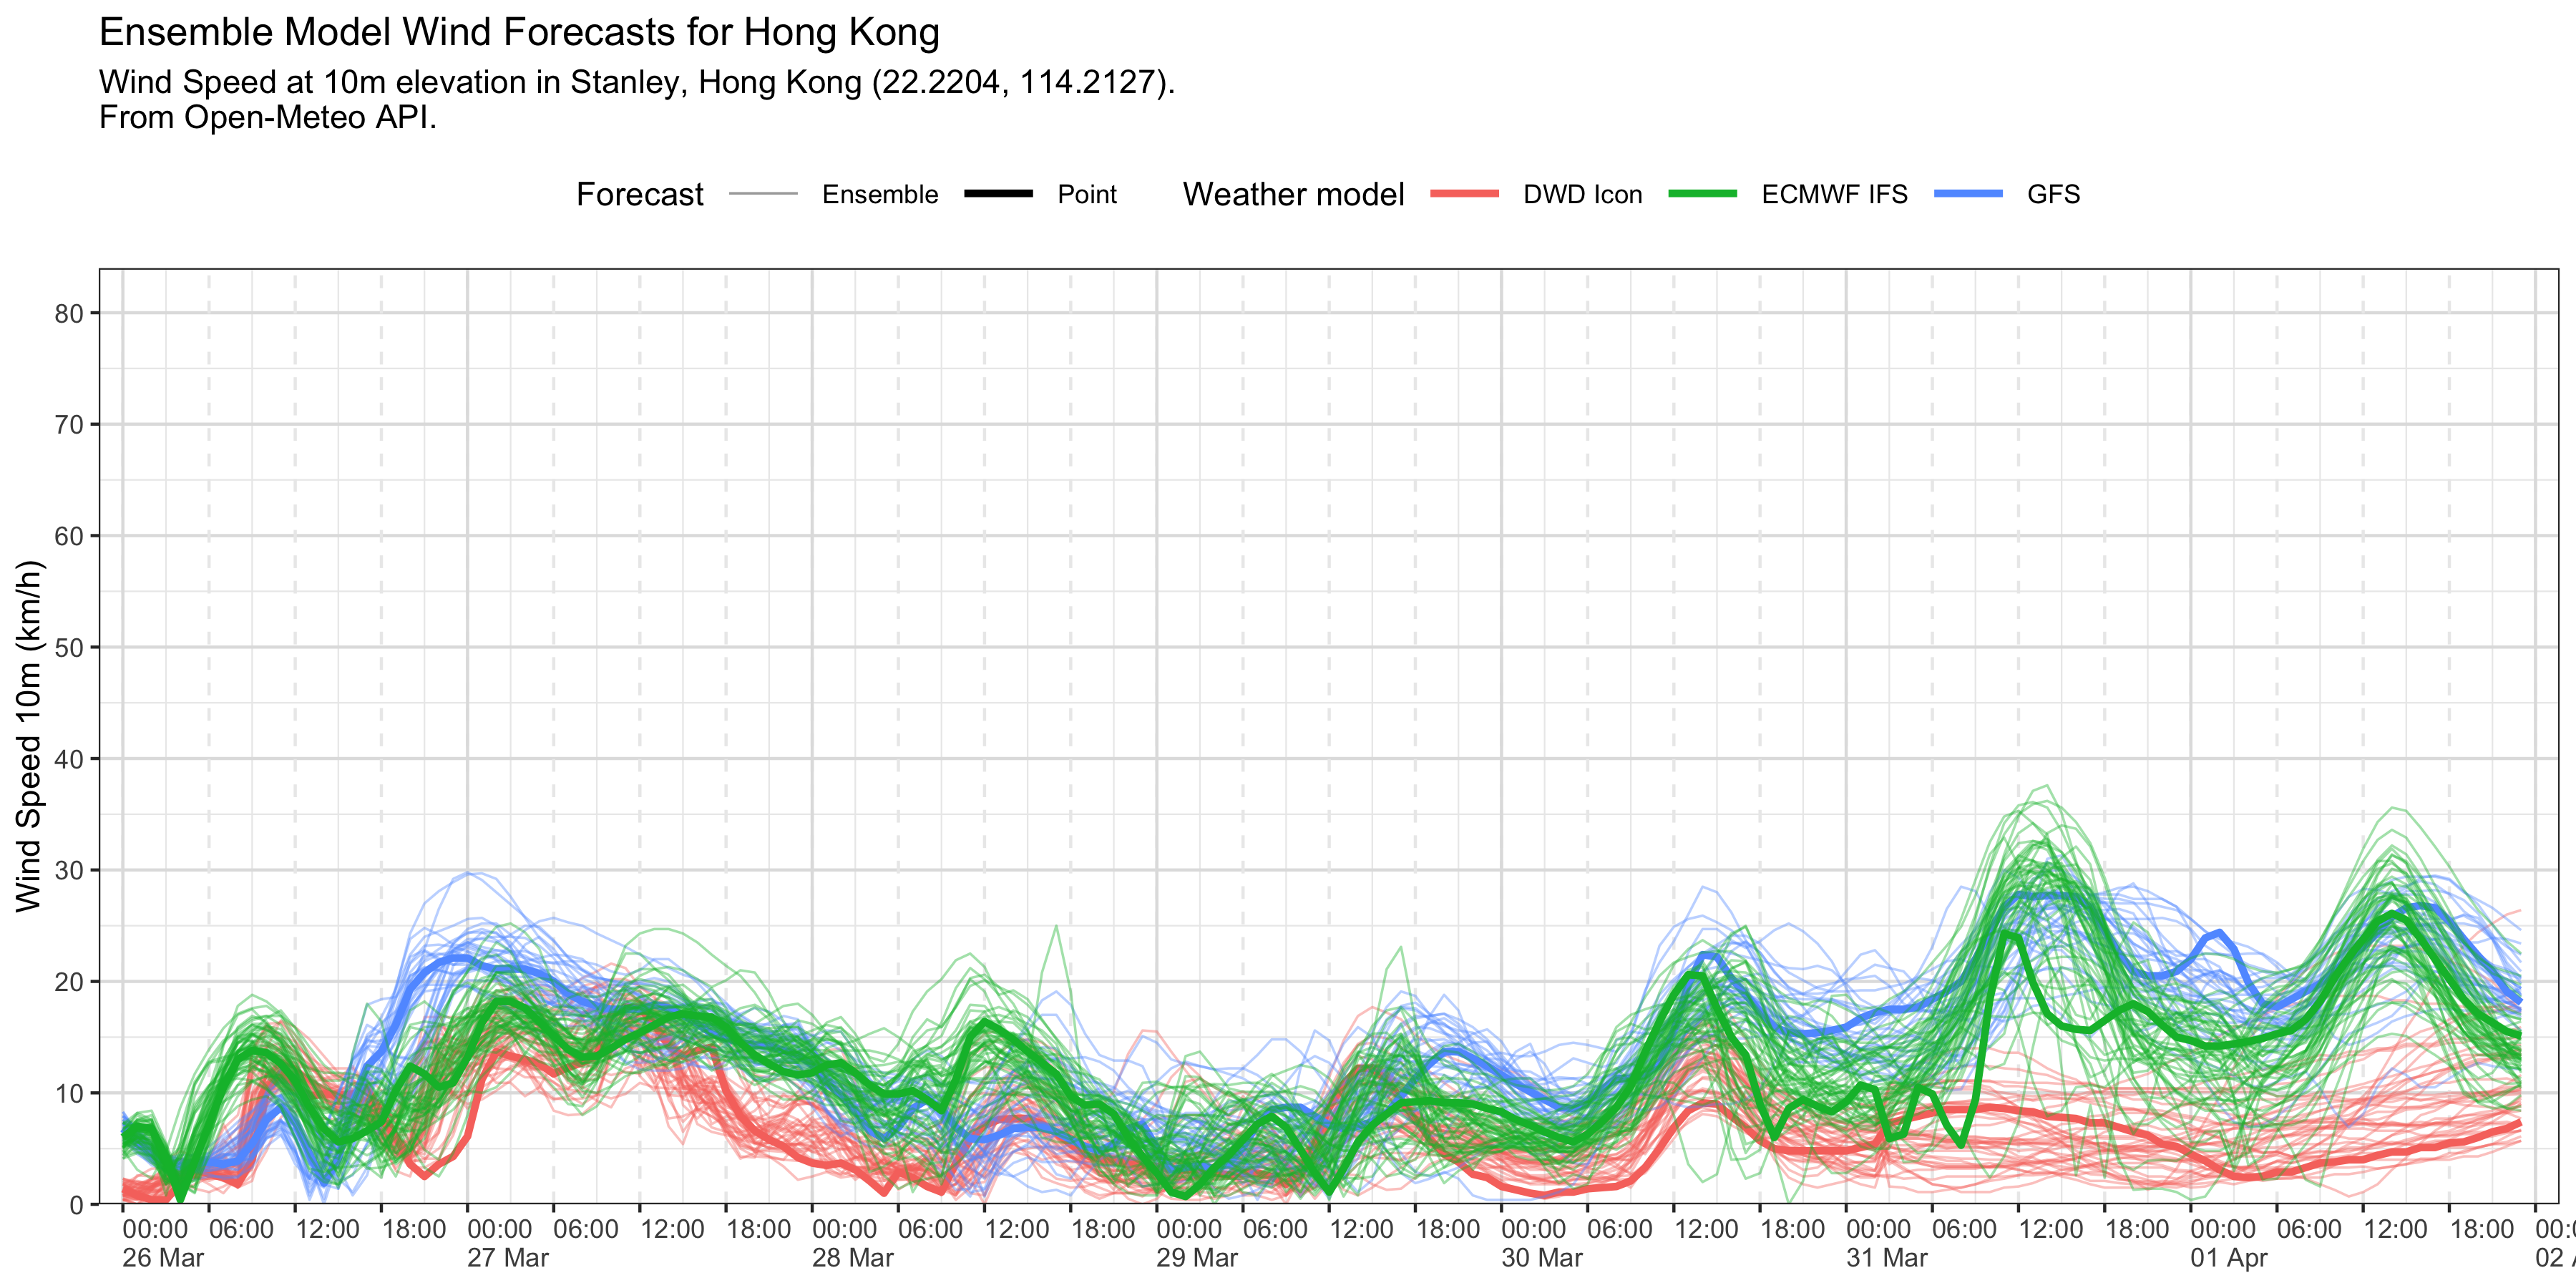 Ensemble Model Wind Forecasts for Hong Kong
Wind Speed at 10m elevation in Stanley, Hong Kong (22.2204, 114.2127).
From Open-Meteo API.
Forecast Ensemble Point Weather model DWD Icon ECMWF IFS GFS
Wind Speed 10m (km/h)
80
70
60
50
40
30
20
10
0
00:00 06:00 12:00 18:00 00:00 06:00 12:00 18:00 00:00 06:00 12:00 18:00 00:00 06:00 12:00 18:00 00:00 06:00 12:00 18:00 00:00 06:00 12:00 18:00 00:00 06:00 12:00 18:00
26 Mar 27 Mar 28 Mar 29 Mar 30 Mar 31 Mar 01 Apr 02